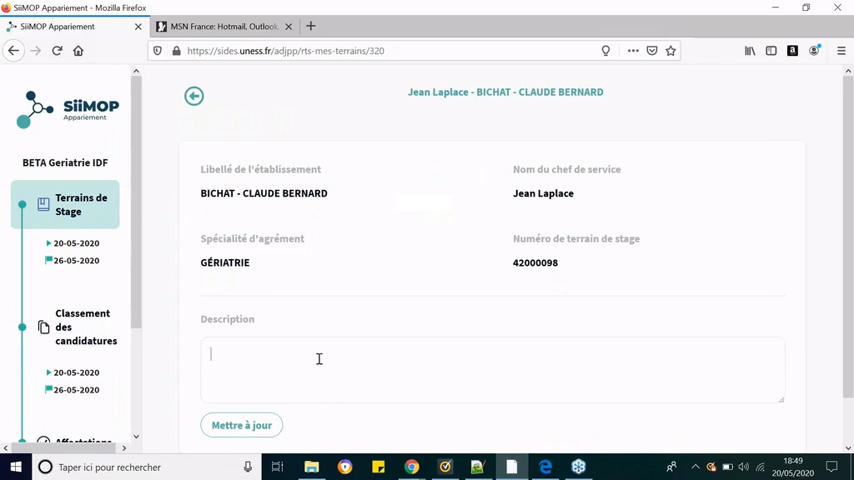 SiiMOP Appariement - Mozilla Firefox
SiiMOP Appariement
MSN France: Hotmail, Outlook,
https://sides.uness.fr/adjpp/rts-mes-terrains/320
SiiMOP
Appariement
BETA Geriatrie IDF
Terrains de
Stage
20-05-2020
26-05-2020
Classement
des
candidatures
20-05-2020
26-05-2020
Affectations
Jean Laplace - BICHAT - CLAUDE BERNARD
Libellé de l'établissement
BICHAT - CLAUDE BERNARD
Nom du chef de service
Jean Laplace
Spécialité d'agrément
GÉRIATRIE
Numéro de terrain de stage
42000098
Description
Mettre à jour
Taper ici pour rechercher
18:49
20/05/2020